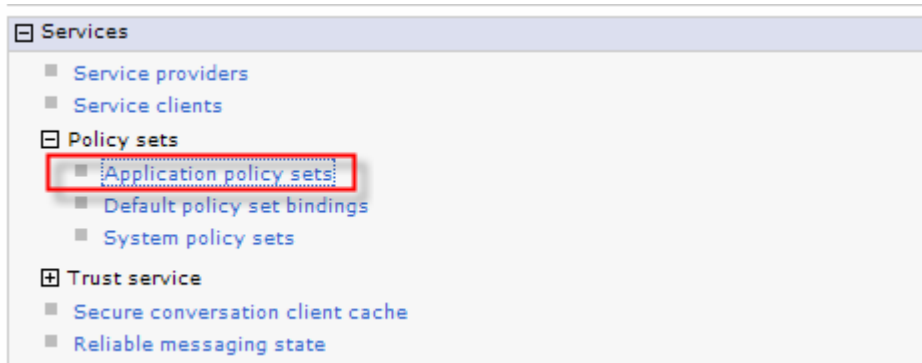 Services
Service providers
Service clients
Policy sets
Application policy sets
Default policy set bindings
System policy sets
Trust service
Secure conversation client cache
Reliable messaging state